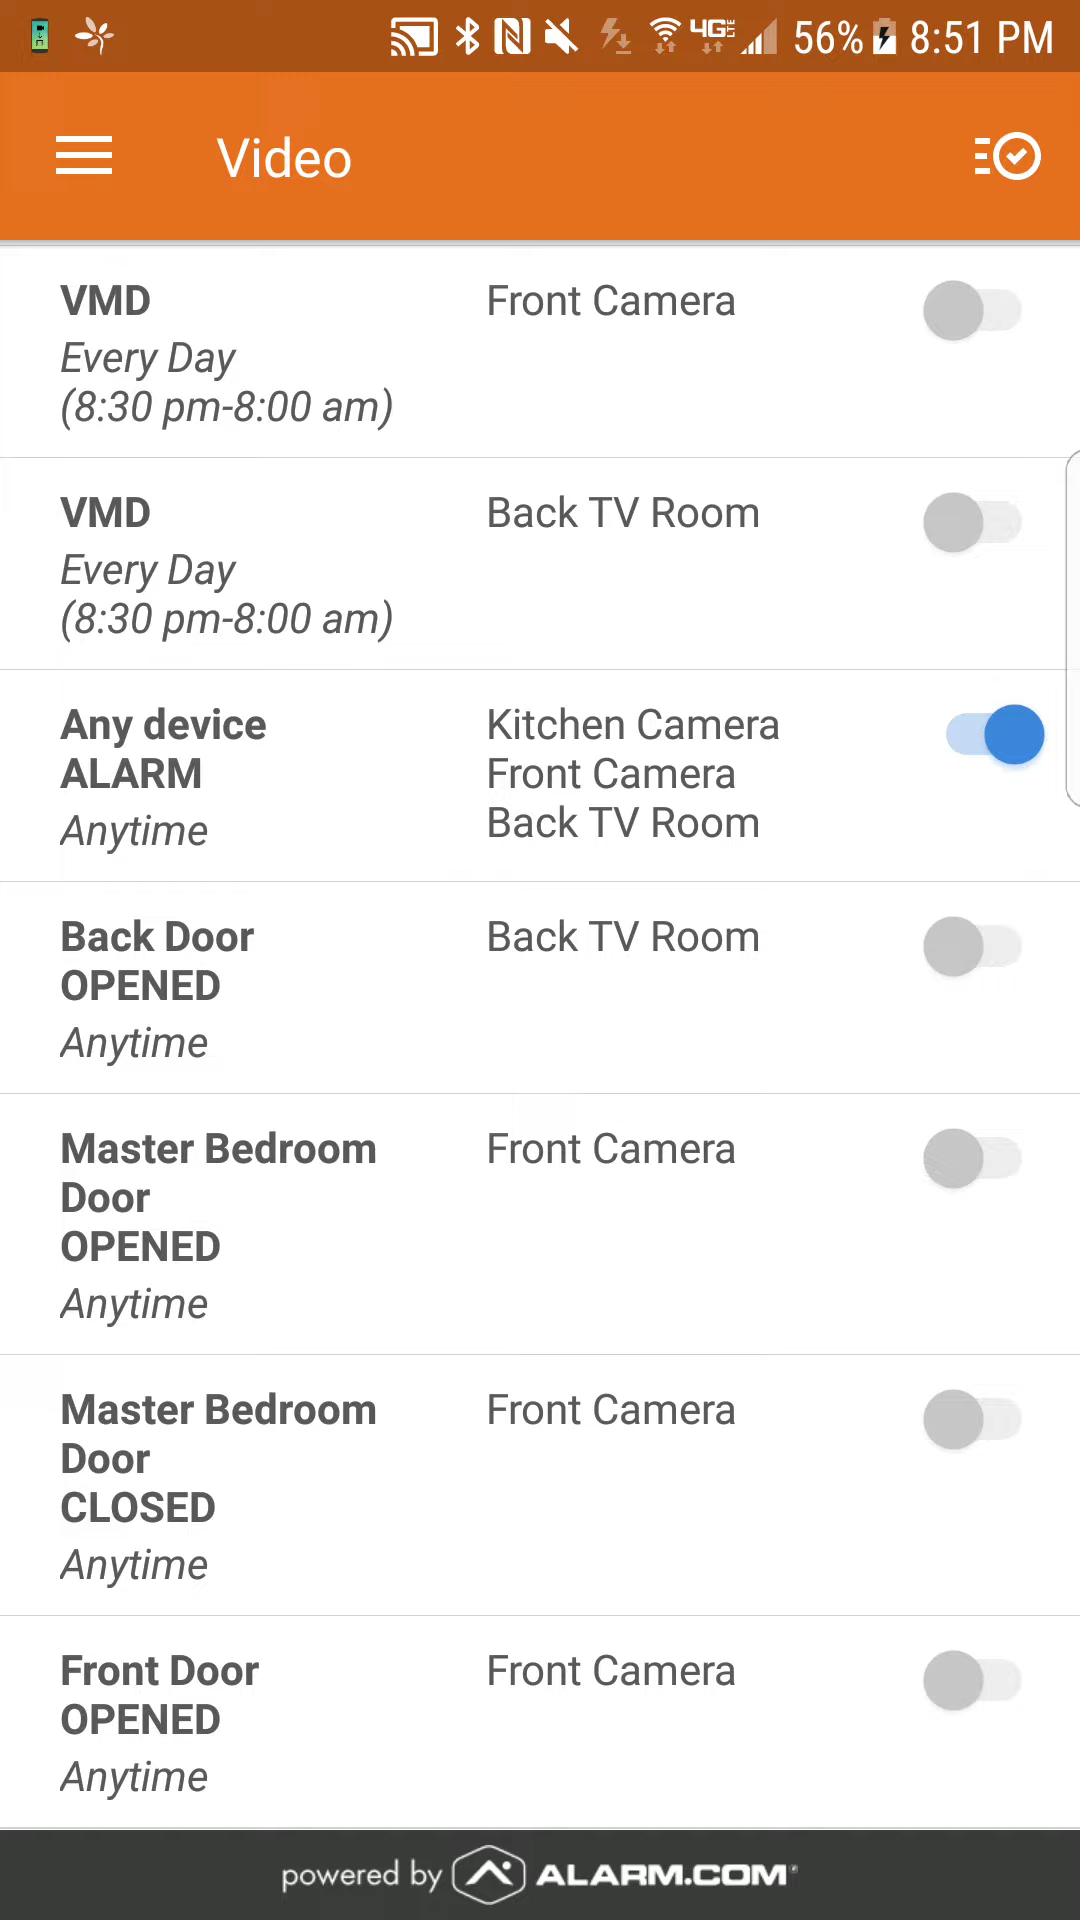 4G LTE 56% 8:51 PM
Video
VMD
Every Day
(8:30 pm-8:00 am)
Front Camera
VMD
Every Day
(8:30 pm-8:00 am)
Back TV Room
Any device
ALARM
Anytime
Kitchen Camera
Front Camera
Back TV Room
Back Door
OPENED
Anytime
Back TV Room
Master Bedroom
Door
OPENED
Anytime
Front Camera
Master Bedroom
Door
CLOSED
Anytime
Front Camera
Front Door
OPENED
Anytime
Front Camera
powered by ALARM.COM